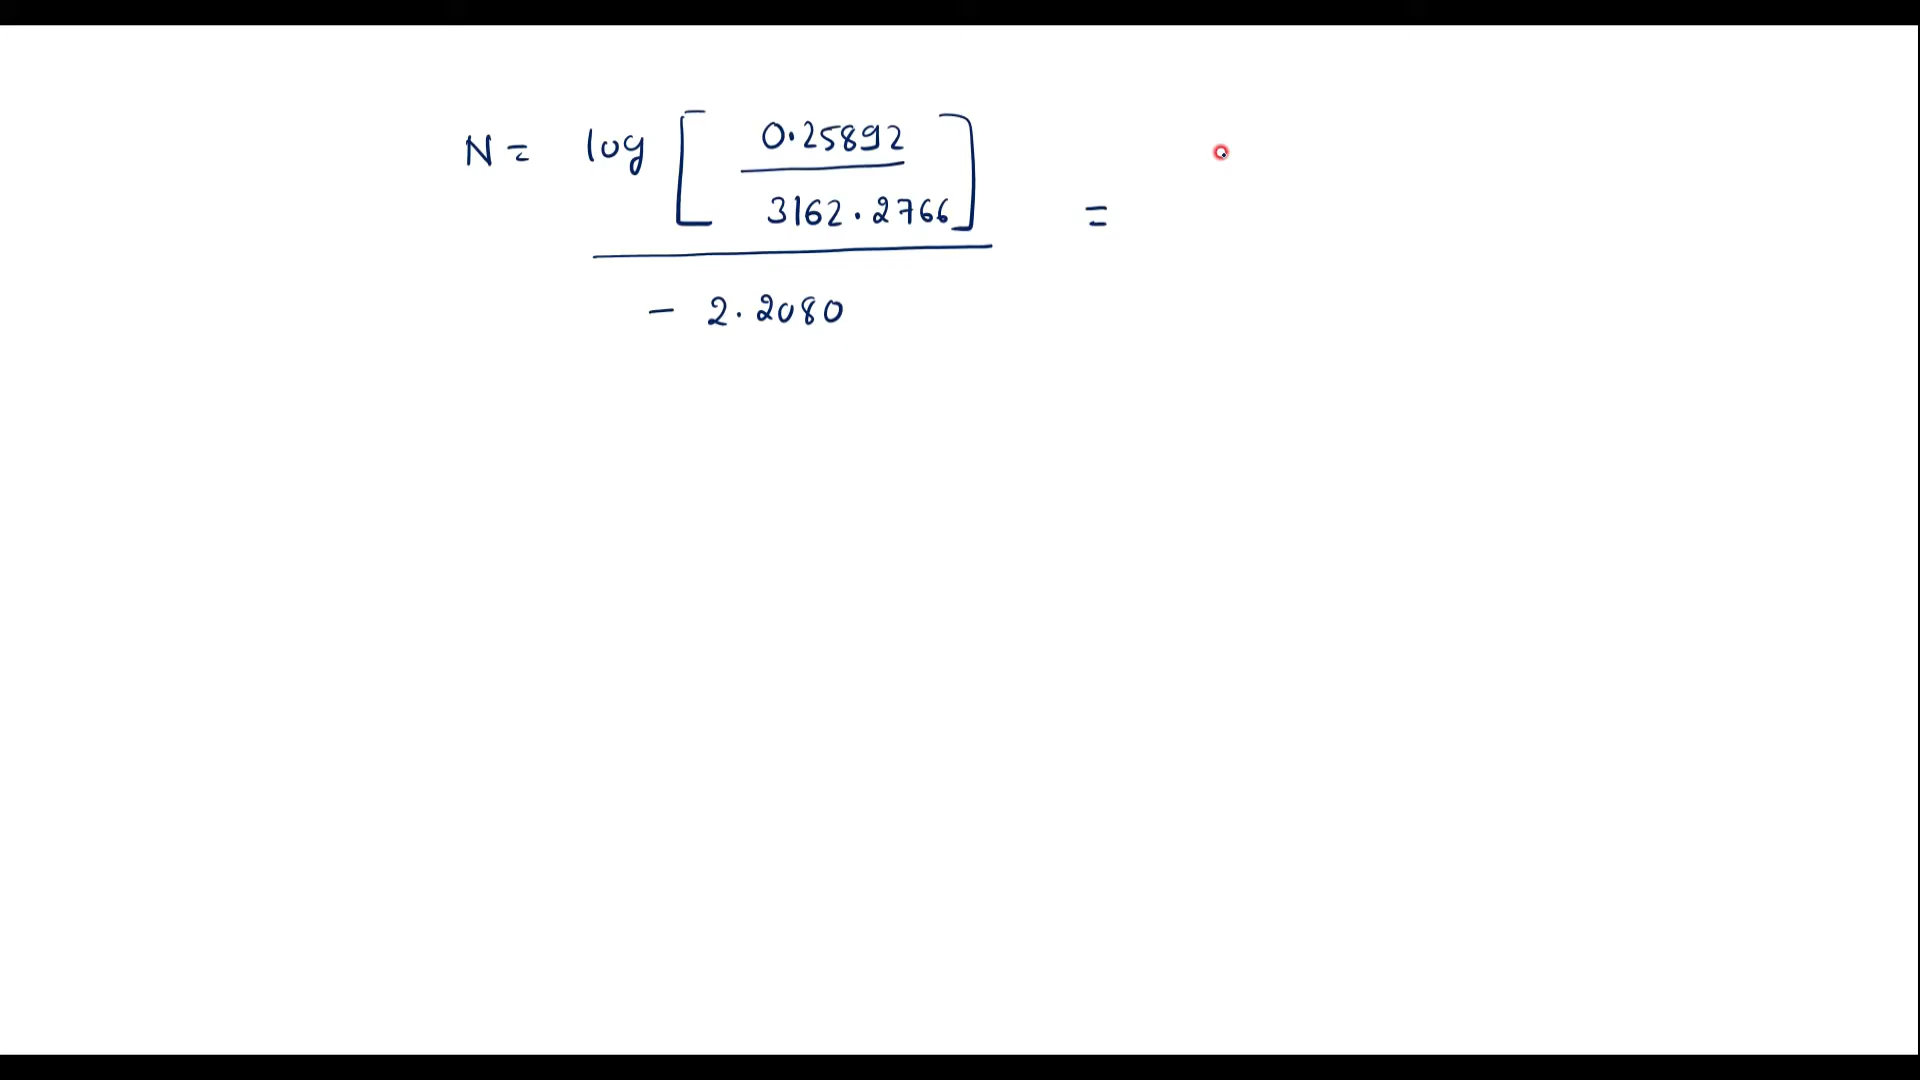 N = log [ 0.25892 / 3162.2766 ] =
- 2.2080